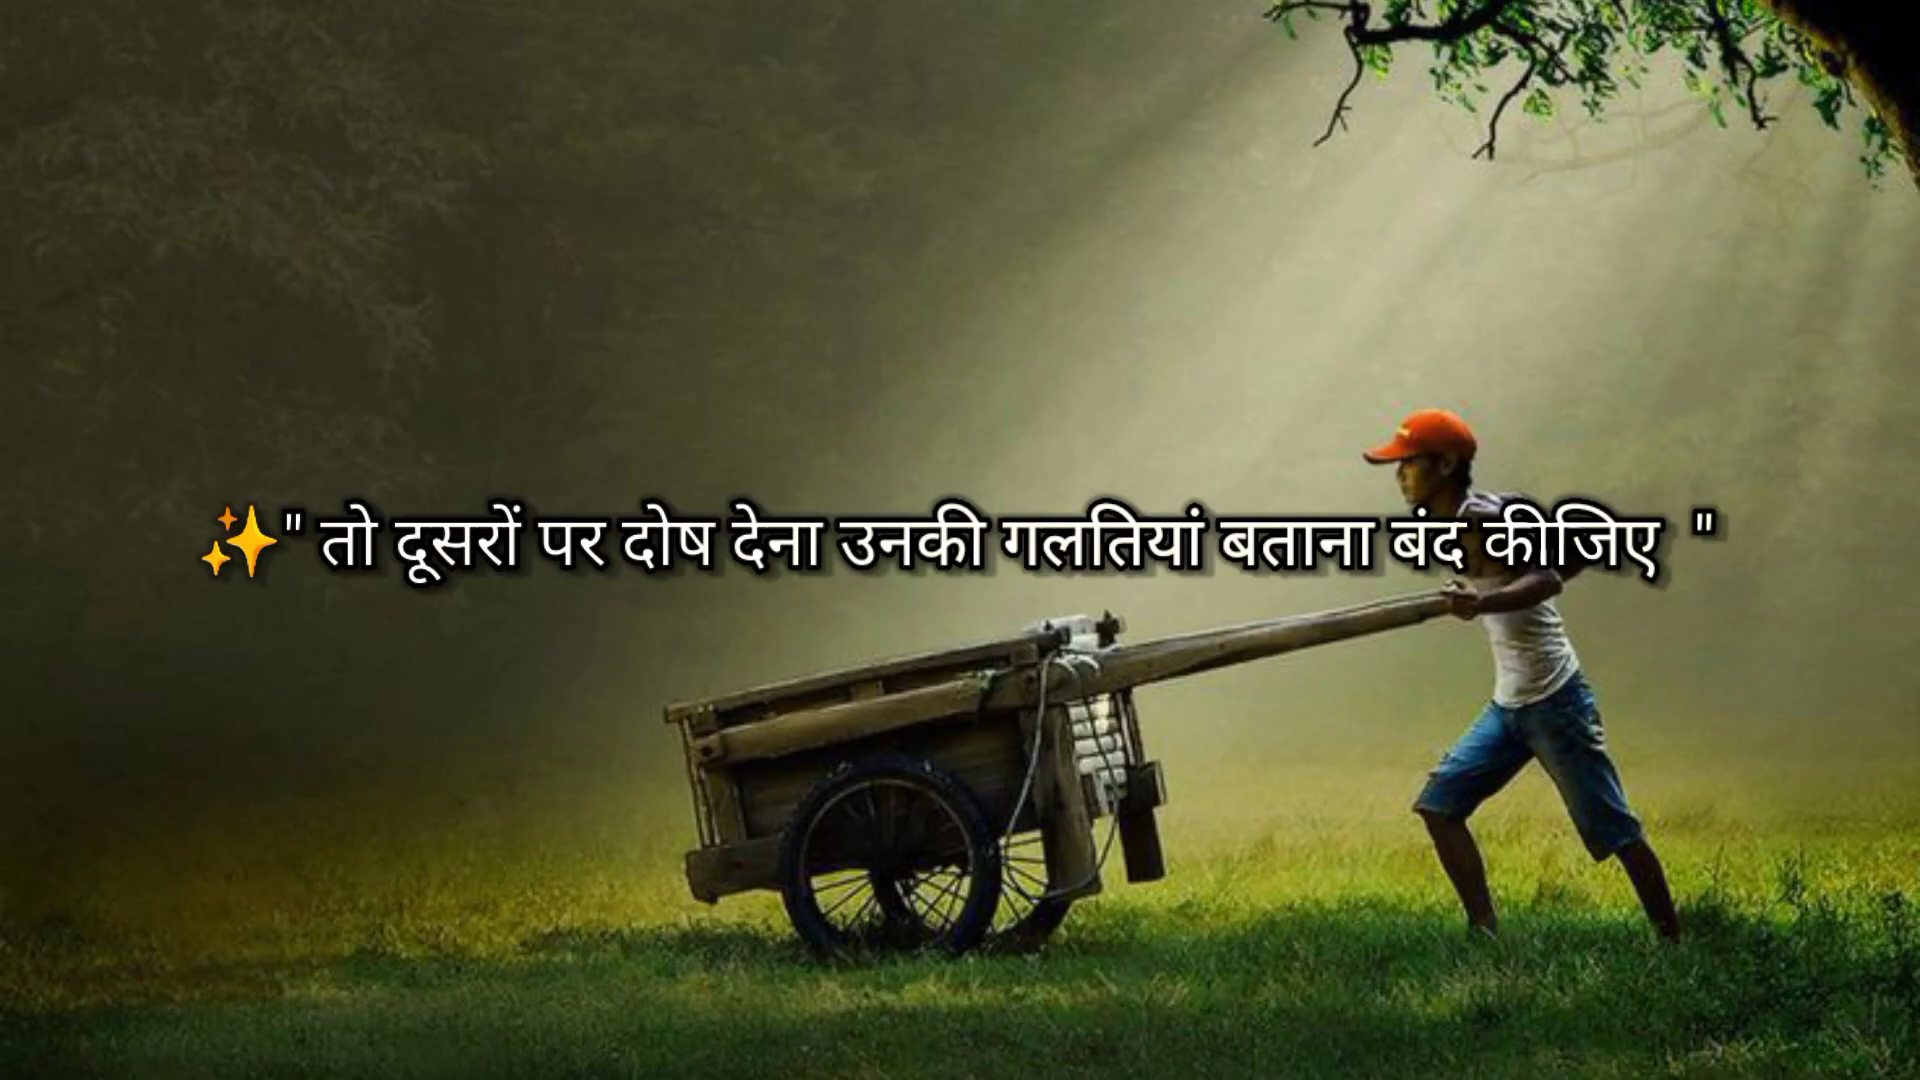 ✨" तो दूसरों पर दोष देना उनकी गलतियां बताना बंद कीजिए "